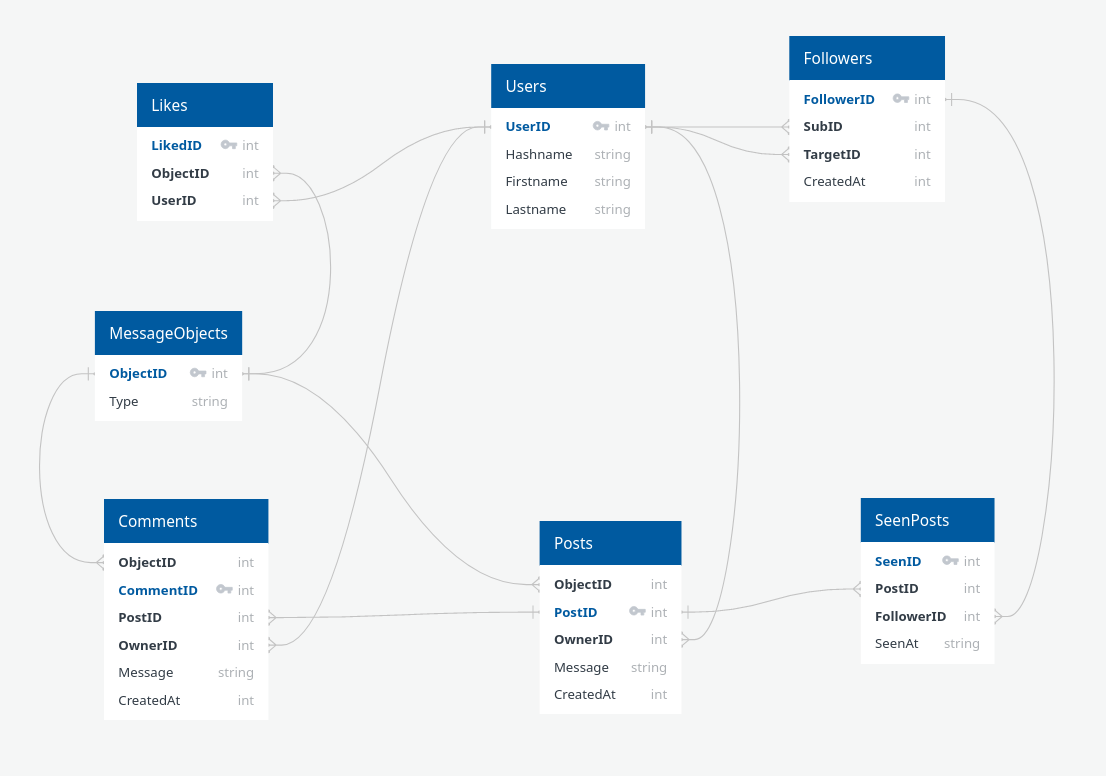 Likes
LikedID int
ObjectID int
UserID int
Users
UserID int
Hashname string
Firstname string
Lastname string
Followers
FollowerID int
SubID int
TargetID int
CreatedAt int
MessageObjects
ObjectID int
Type string
Comments
ObjectID int
CommentID int
PostID int
OwnerID int
Message string
CreatedAt int
Posts
ObjectID int
PostID int
OwnerID int
Message string
CreatedAt int
SeenPosts
SeenID int
PostID int
FollowerID int
SeenAt string